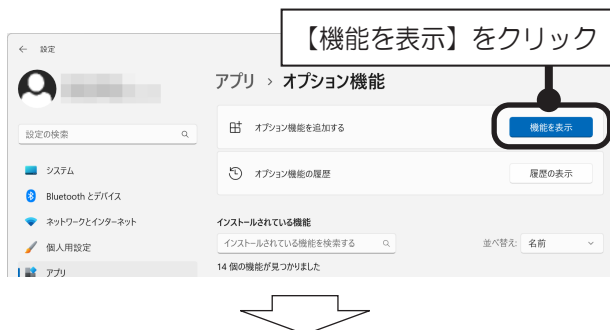 【機能を表示】をクリック
← 設定
アプリ › オプション機能
設定の検索
オプション機能を追加する
機能を表示
システム
オプション機能の履歴
履歴の表示
Bluetooth とデバイス
ネットワークとインターネット
インストールされている機能
個人用設定
インストールされている機能を検索する
並べ替え: 名前
アプリ
14 個の機能が見つかりました